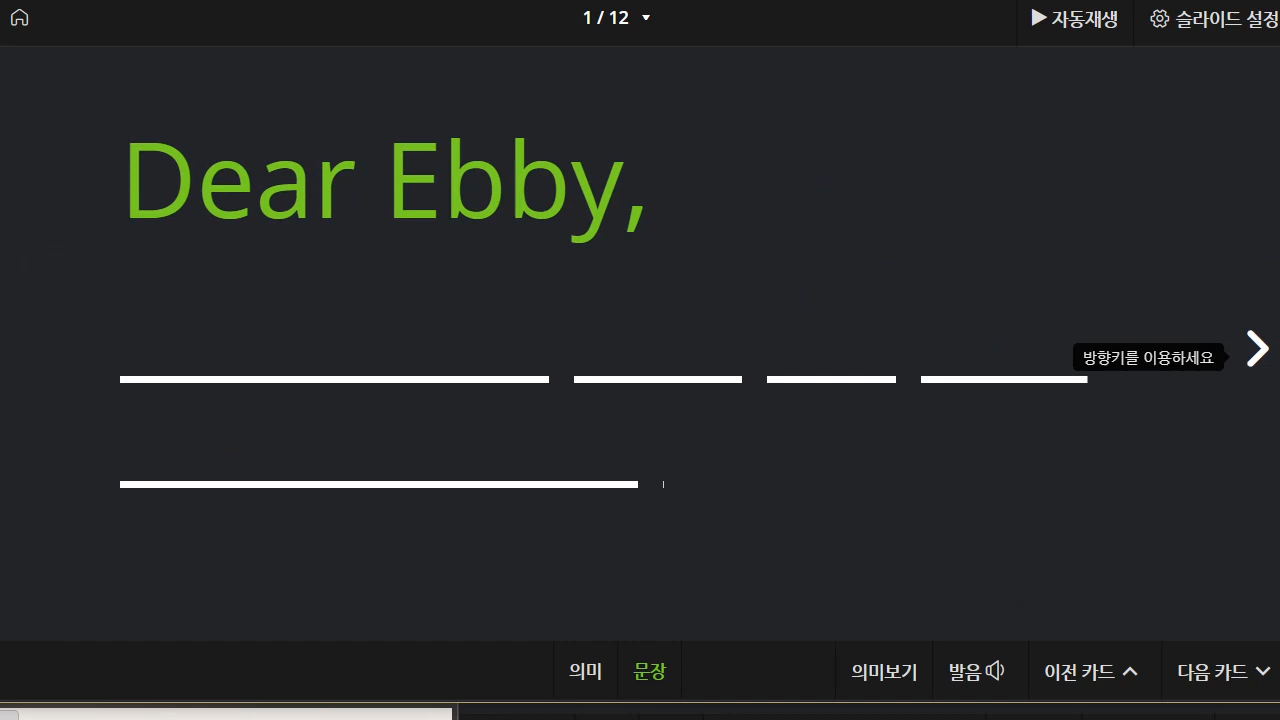 1 / 12
자동재생
슬라이드 설정
Dear Ebby,
방향키를 이용하세요
의미
문장
의미보기
발음
이전 카드
다음 카드